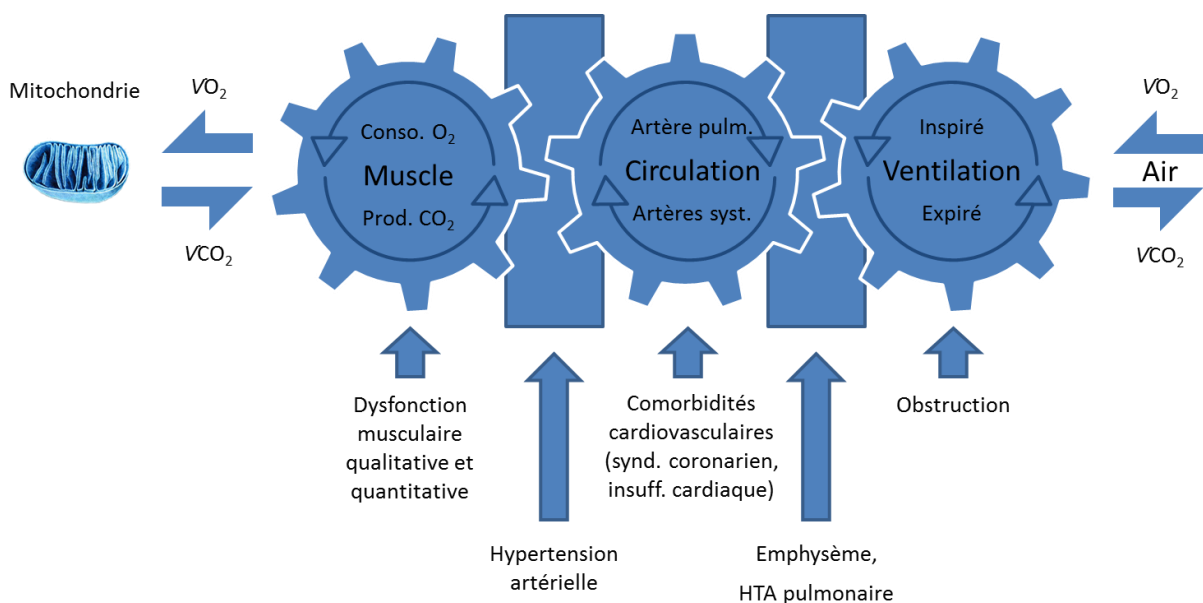 Mitochondrie
VO₂
VCO₂
Conso. O₂
Muscle
Prod. CO₂
Artère pulm.
Circulation
Artères syst.
Inspiré
Ventilation
Expiré
VO₂
Air
VCO₂
Dysfonction
musculaire
qualitative et
quantitative
Hypertension
artérielle
Comorbidités
cardiovasculaires
(synd. coronarien,
insuff. cardiaque)
Emphysème,
HTA pulmonaire
Obstruction